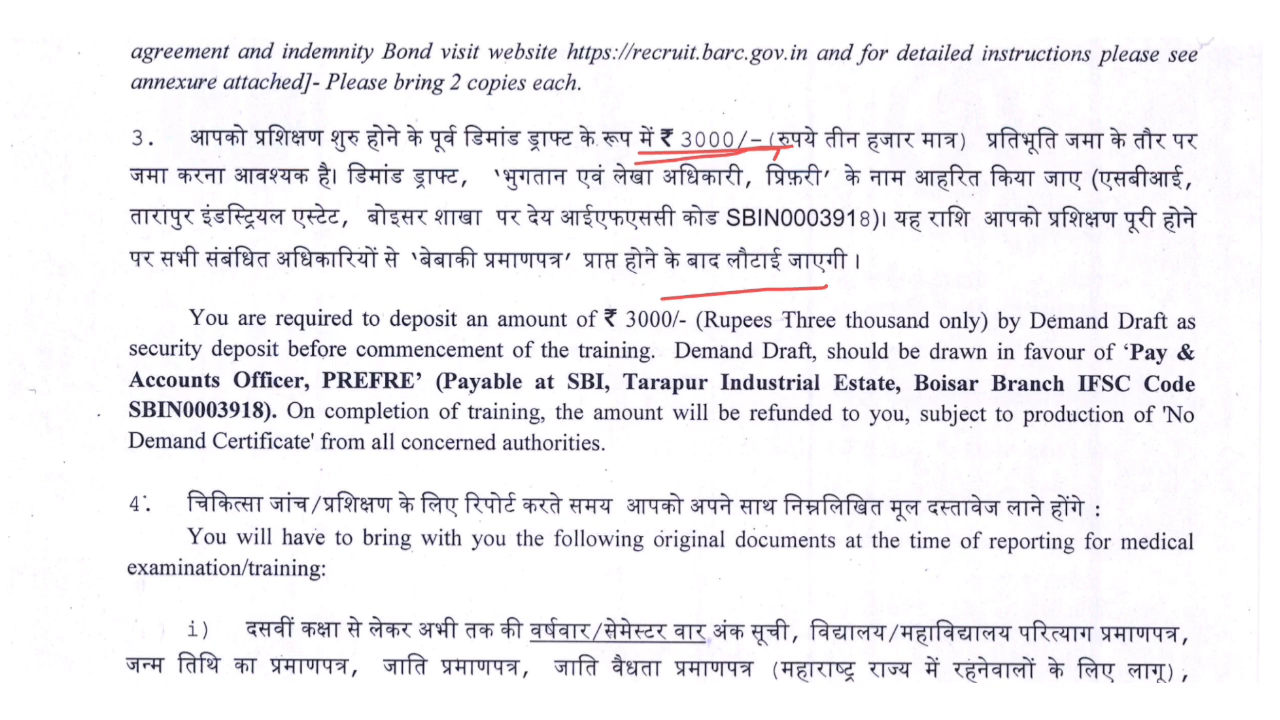 agreement and indemnity Bond visit website https://recruit.barc.gov.in and for detailed instructions please see
annexure attached]- Please bring 2 copies each.
3. आपको प्रशिक्षण शुरु होने के पूर्व डिमांड ड्राफ्ट के रूप में ₹ 3000/- (रुपये तीन हजार मात्र) प्रतिभूति जमा के तौर पर
जमा करना आवश्यक है। डिमांड ड्राफ्ट, 'भुगतान एवं लेखा अधिकारी, प्रिफ़री' के नाम आहरित किया जाए (एसबीआई,
तारापुर इंडस्ट्रियल एस्टेट, बोइसर शाखा पर देय आईएफएससी कोड SBIN0003918)। यह राशि आपको प्रशिक्षण पूरी होने
पर सभी संबंधित अधिकारियों से 'बेबाकी प्रमाणपत्र' प्राप्त होने के बाद लौटाई जाएगी।
You are required to deposit an amount of ₹ 3000/- (Rupees Three thousand only) by Demand Draft as
security deposit before commencement of the training. Demand Draft, should be drawn in favour of 'Pay &
Accounts Officer, PREFRE' (Payable at SBI, Tarapur Industrial Estate, Boisar Branch IFSC Code
SBIN0003918). On completion of training, the amount will be refunded to you, subject to production of 'No
Demand Certificate' from all concerned authorities.
4. चिकित्सा जांच/प्रशिक्षण के लिए रिपोर्ट करते समय आपको अपने साथ निम्नलिखित मूल दस्तावेज लाने होंगे :
You will have to bring with you the following original documents at the time of reporting for medical
examination/training:
i) दसवीं कक्षा से लेकर अभी तक की वर्षवार/सेमेस्टर वार अंक सूची, विद्यालय/महाविद्यालय परित्याग प्रमाणपत्र,
जन्म तिथि का प्रमाणपत्र, जाति प्रमाणपत्र, जाति वैधता प्रमाणपत्र (महाराष्ट्र राज्य में रहनेवालों के लिए लागू),